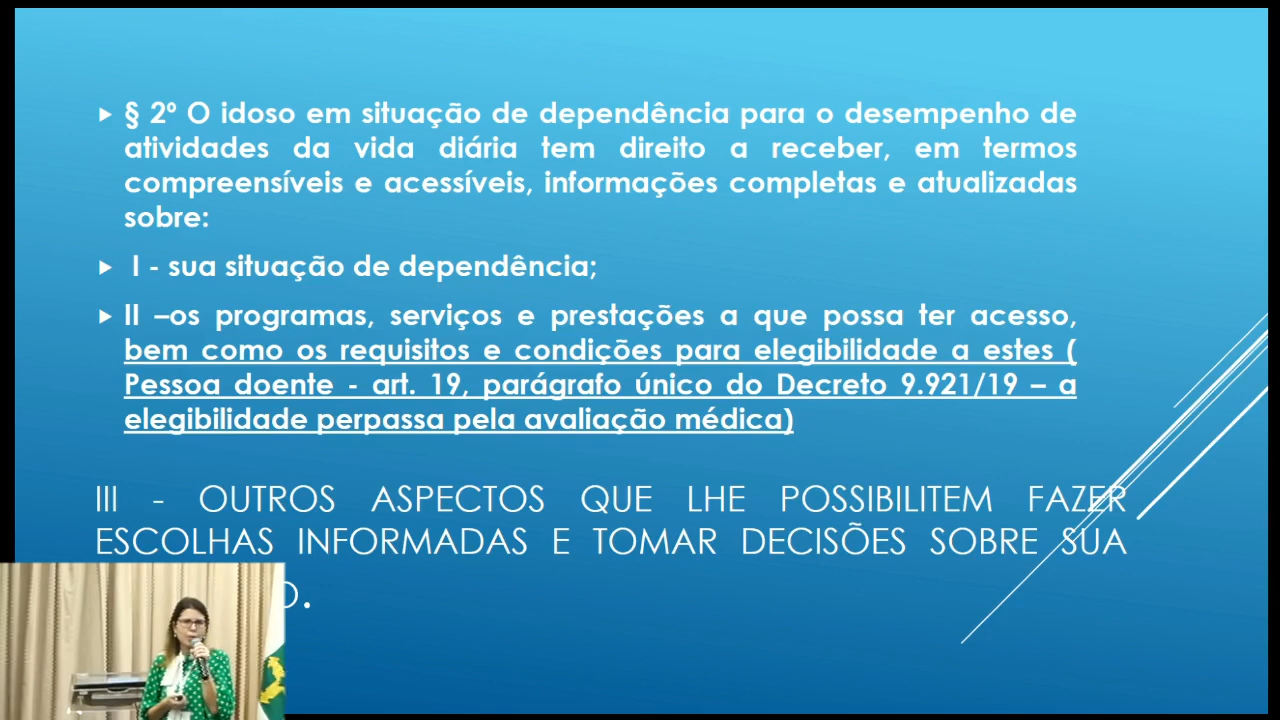 § 2º O idoso em situação de dependência para o desempenho de
atividades da vida diária tem direito a receber, em termos
compreensíveis e acessíveis, informações completas e atualizadas
sobre:
I - sua situação de dependência;
II –os programas, serviços e prestações a que possa ter acesso,
bem como os requisitos e condições para elegibilidade a estes (
Pessoa doente - art. 19, parágrafo único do Decreto 9.921/19 – a
elegibilidade perpassa pela avaliação médica)
III - OUTROS ASPECTOS QUE LHE POSSIBILITEM FAZER
ESCOLHAS INFORMADAS E TOMAR DECISÕES SOBRE SUA